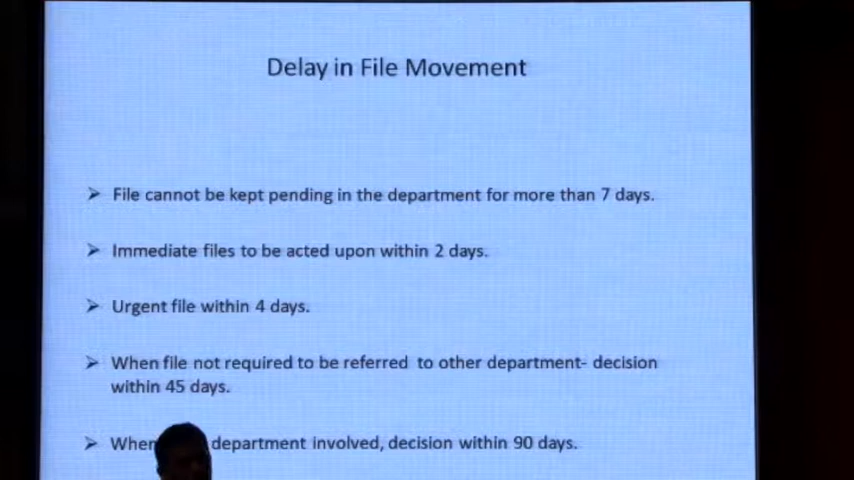 Delay in File Movement
➢ File cannot be kept pending in the department for more than 7 days.
➢ Immediate files to be acted upon within 2 days.
➢ Urgent file within 4 days.
➢ When file not required to be referred to other department- decision
within 45 days.
➢ When department involved, decision within 90 days.